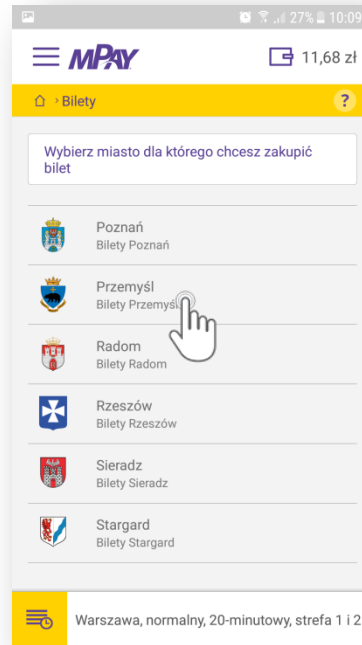 27% 10:09
mPAY 11,68 zł
> Bilety ?
Wybierz miasto dla którego chcesz zakupić
bilet
Poznań
Bilety Poznań
Przemyśl
Bilety Przemyśl
Radom
Bilety Radom
Rzeszów
Bilety Rzeszów
Sieradz
Bilety Sieradz
Stargard
Bilety Stargard
Warszawa, normalny, 20-minutowy, strefa 1 i 2